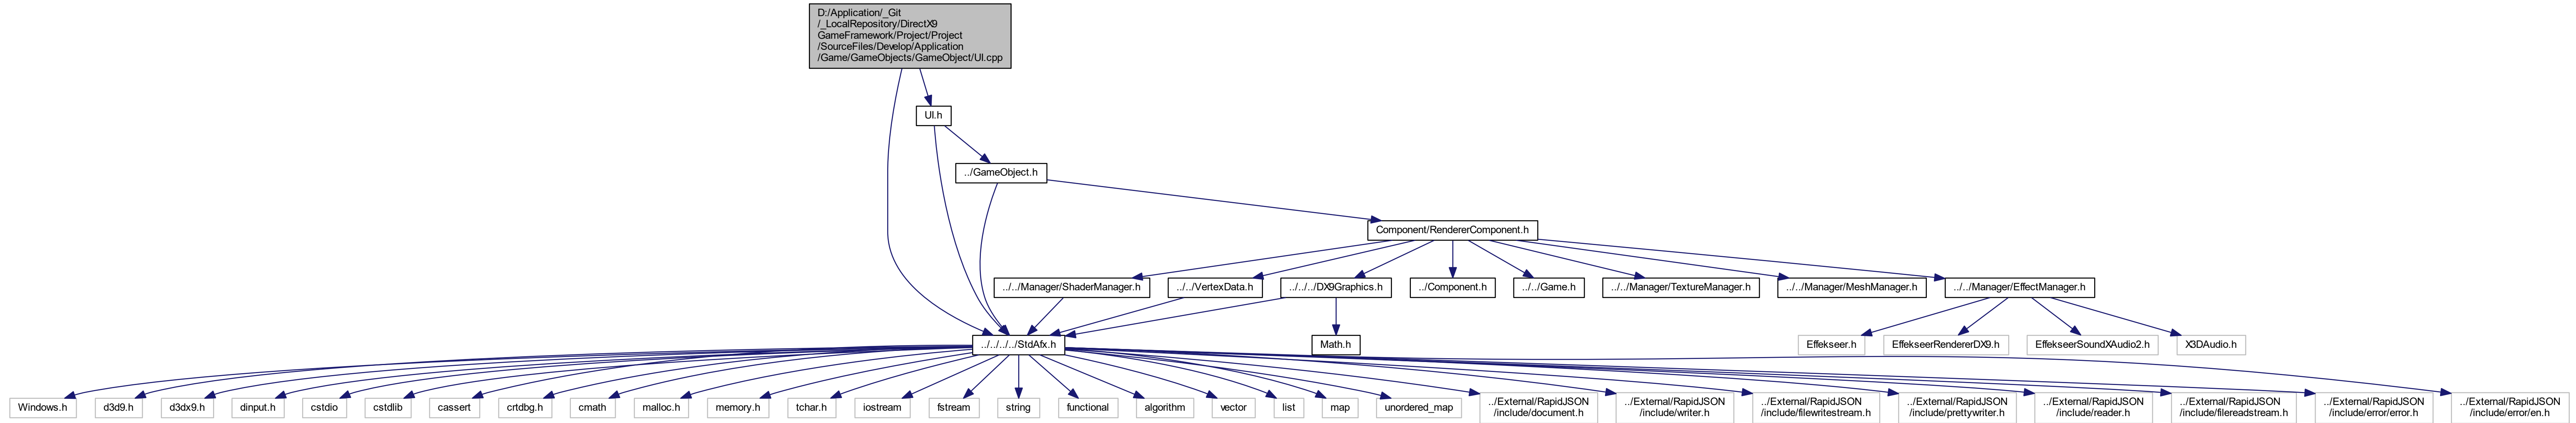 D:/Application/_Git
/_LocalRepository/DirectX9
GameFramework/Project/Project
/SourceFiles/Develop/Application
/Game/GameObjects/GameObject/UI.cpp
UI.h
../GameObject.h
Component/RendererComponent.h
../../Manager/ShaderManager.h
../../VertexData.h
../../../DX9Graphics.h
../Component.h
../../Game.h
../../Manager/TextureManager.h
../../Manager/MeshManager.h
../../Manager/EffectManager.h
../../../../StdAfx.h
Math.h
Effekseer.h
EffekseerRendererDX9.h
EffekseerSoundXAudio2.h
X3DAudio.h
Windows.h
d3d9.h
d3dx9.h
dinput.h
cstdio
cstdlib
cassert
crtdbg.h
cmath
malloc.h
memory.h
tchar.h
iostream
fstream
string
functional
algorithm
vector
list
map
unordered_map
../External/RapidJSON
/include/document.h
../External/RapidJSON
/include/writer.h
../External/RapidJSON
/include/filewritestream.h
../External/RapidJSON
/include/prettywriter.h
../External/RapidJSON
/include/reader.h
../External/RapidJSON
/include/filereadstream.h
../External/RapidJSON
/include/error/error.h
../External/RapidJSON
/include/error/en.h